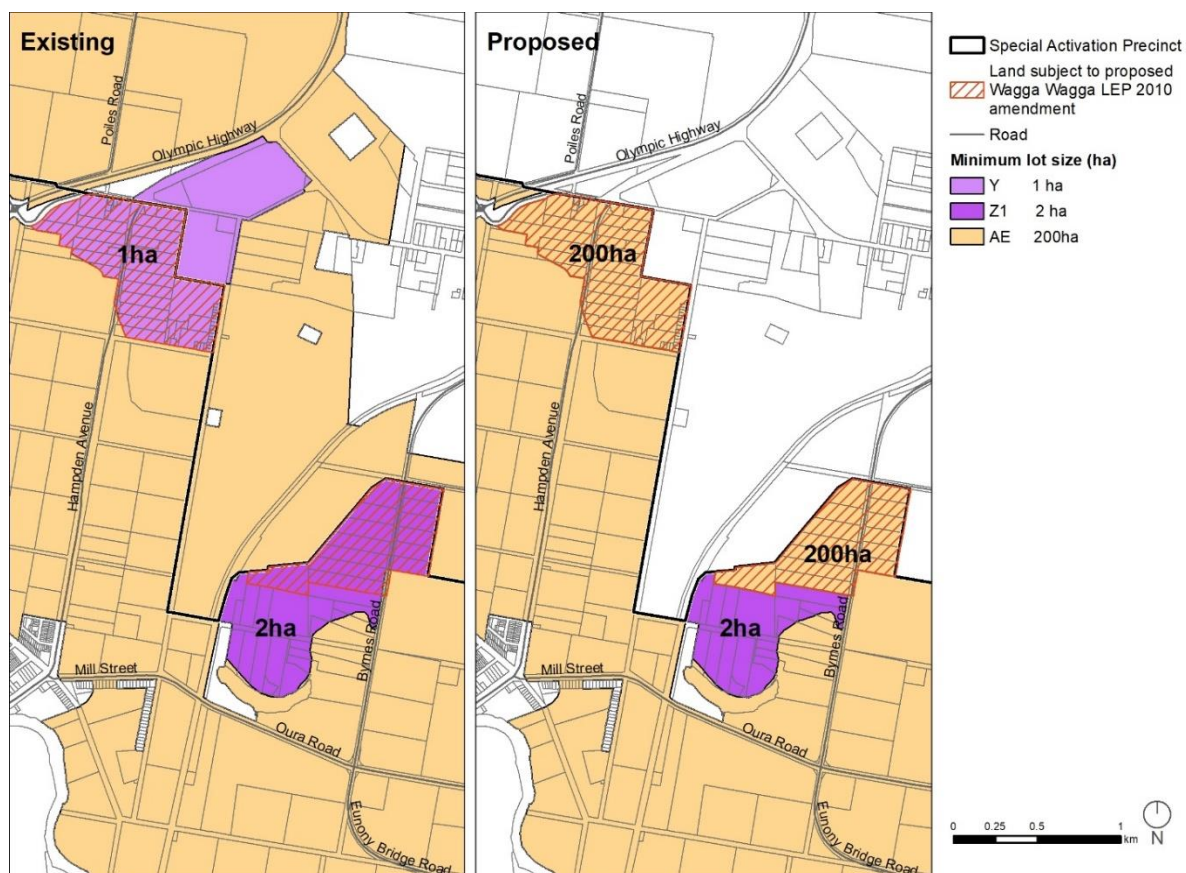 Existing
Poiles Road
Olympic Highway
1ha
Hampden Avenue
2ha
Byrnes Road
Mill Street
Oura Road
Eunony Bridge Road
Proposed
Poiles Road
Olympic Highway
200ha
Hampden Avenue
200ha
2ha
Byrnes Road
Mill Street
Oura Road
Eunony Bridge Road
Special Activation Precinct
Land subject to proposed
Wagga Wagga LEP 2010
amendment
Road
Minimum lot size (ha)
Y 1 ha
Z1 2 ha
AE 200ha
0 0.25 0.5 1
km
N